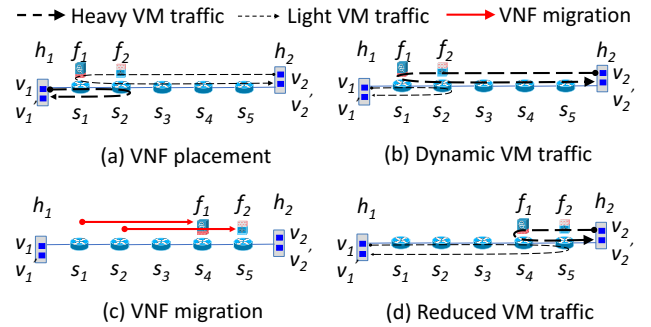 Heavy VM traffic Light VM traffic VNF migration
h1 f1 f2 h2
v1 v2
v1' v2'
s1 s2 s3 s4 s5
(a) VNF placement
h1 f1 f2 h2
v1 v2
v1' v2'
s1 s2 s3 s4 s5
(b) Dynamic VM traffic
h1 f1 f2 h2
v1 v2
v1' v2'
s1 s2 s3 s4 s5
(c) VNF migration
h1 f1 f2 h2
v1 v2
v1' v2'
s1 s2 s3 s4 s5
(d) Reduced VM traffic